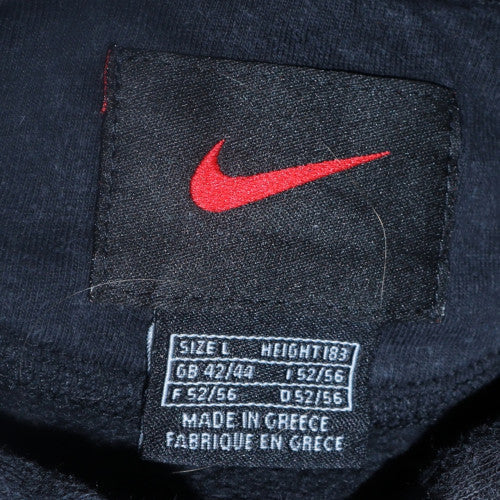 SIZE L HEIGHT 183
GB 42/44 I 52/56
F 52/56 D 52/56
MADE IN GREECE
FABRIQUE EN GRECE